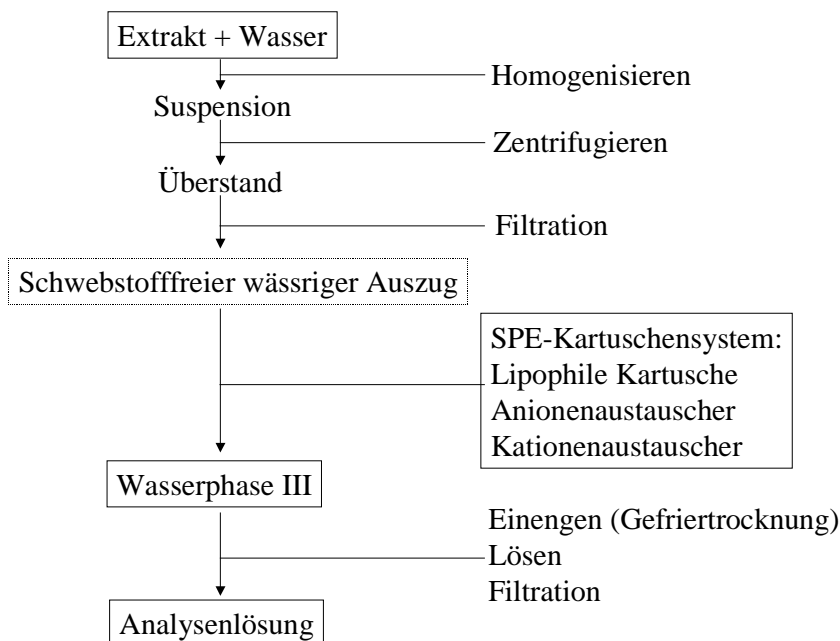 Extrakt + Wasser
Homogenisieren
Suspension
Zentrifugieren
Überstand
Filtration
Schwebstofffreier wässriger Auszug
SPE-Kartuschensystem:
Lipophile Kartusche
Anionenaustauscher
Kationenaustauscher
Wasserphase III
Einengen (Gefriertrocknung)
Lösen
Filtration
Analysenlösung